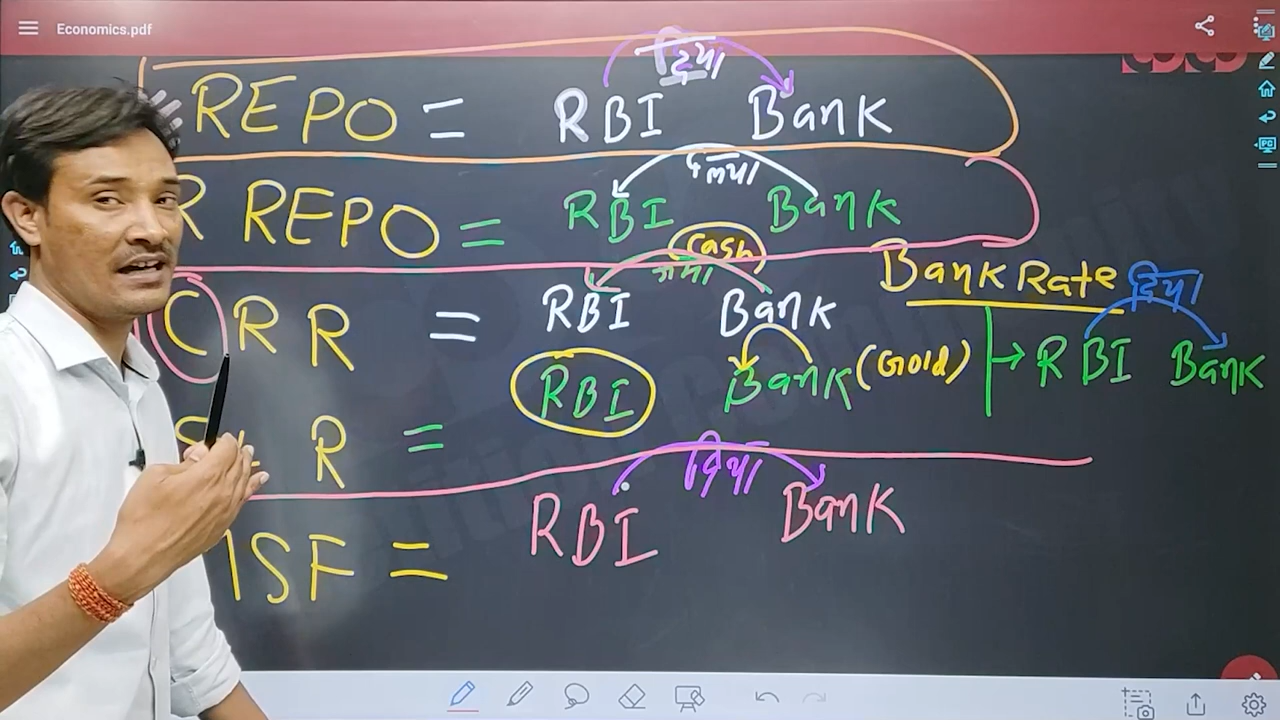 Economics.pdf
दिया
REPO = RBI Bank
लिया
R REPO = RBI Bank
Cash
गया
CRR = RBI Bank
Bank Rate
दिया
→ RBI Bank
RBI Bank (Gold)
R =
दिया
RBI Bank
SF =